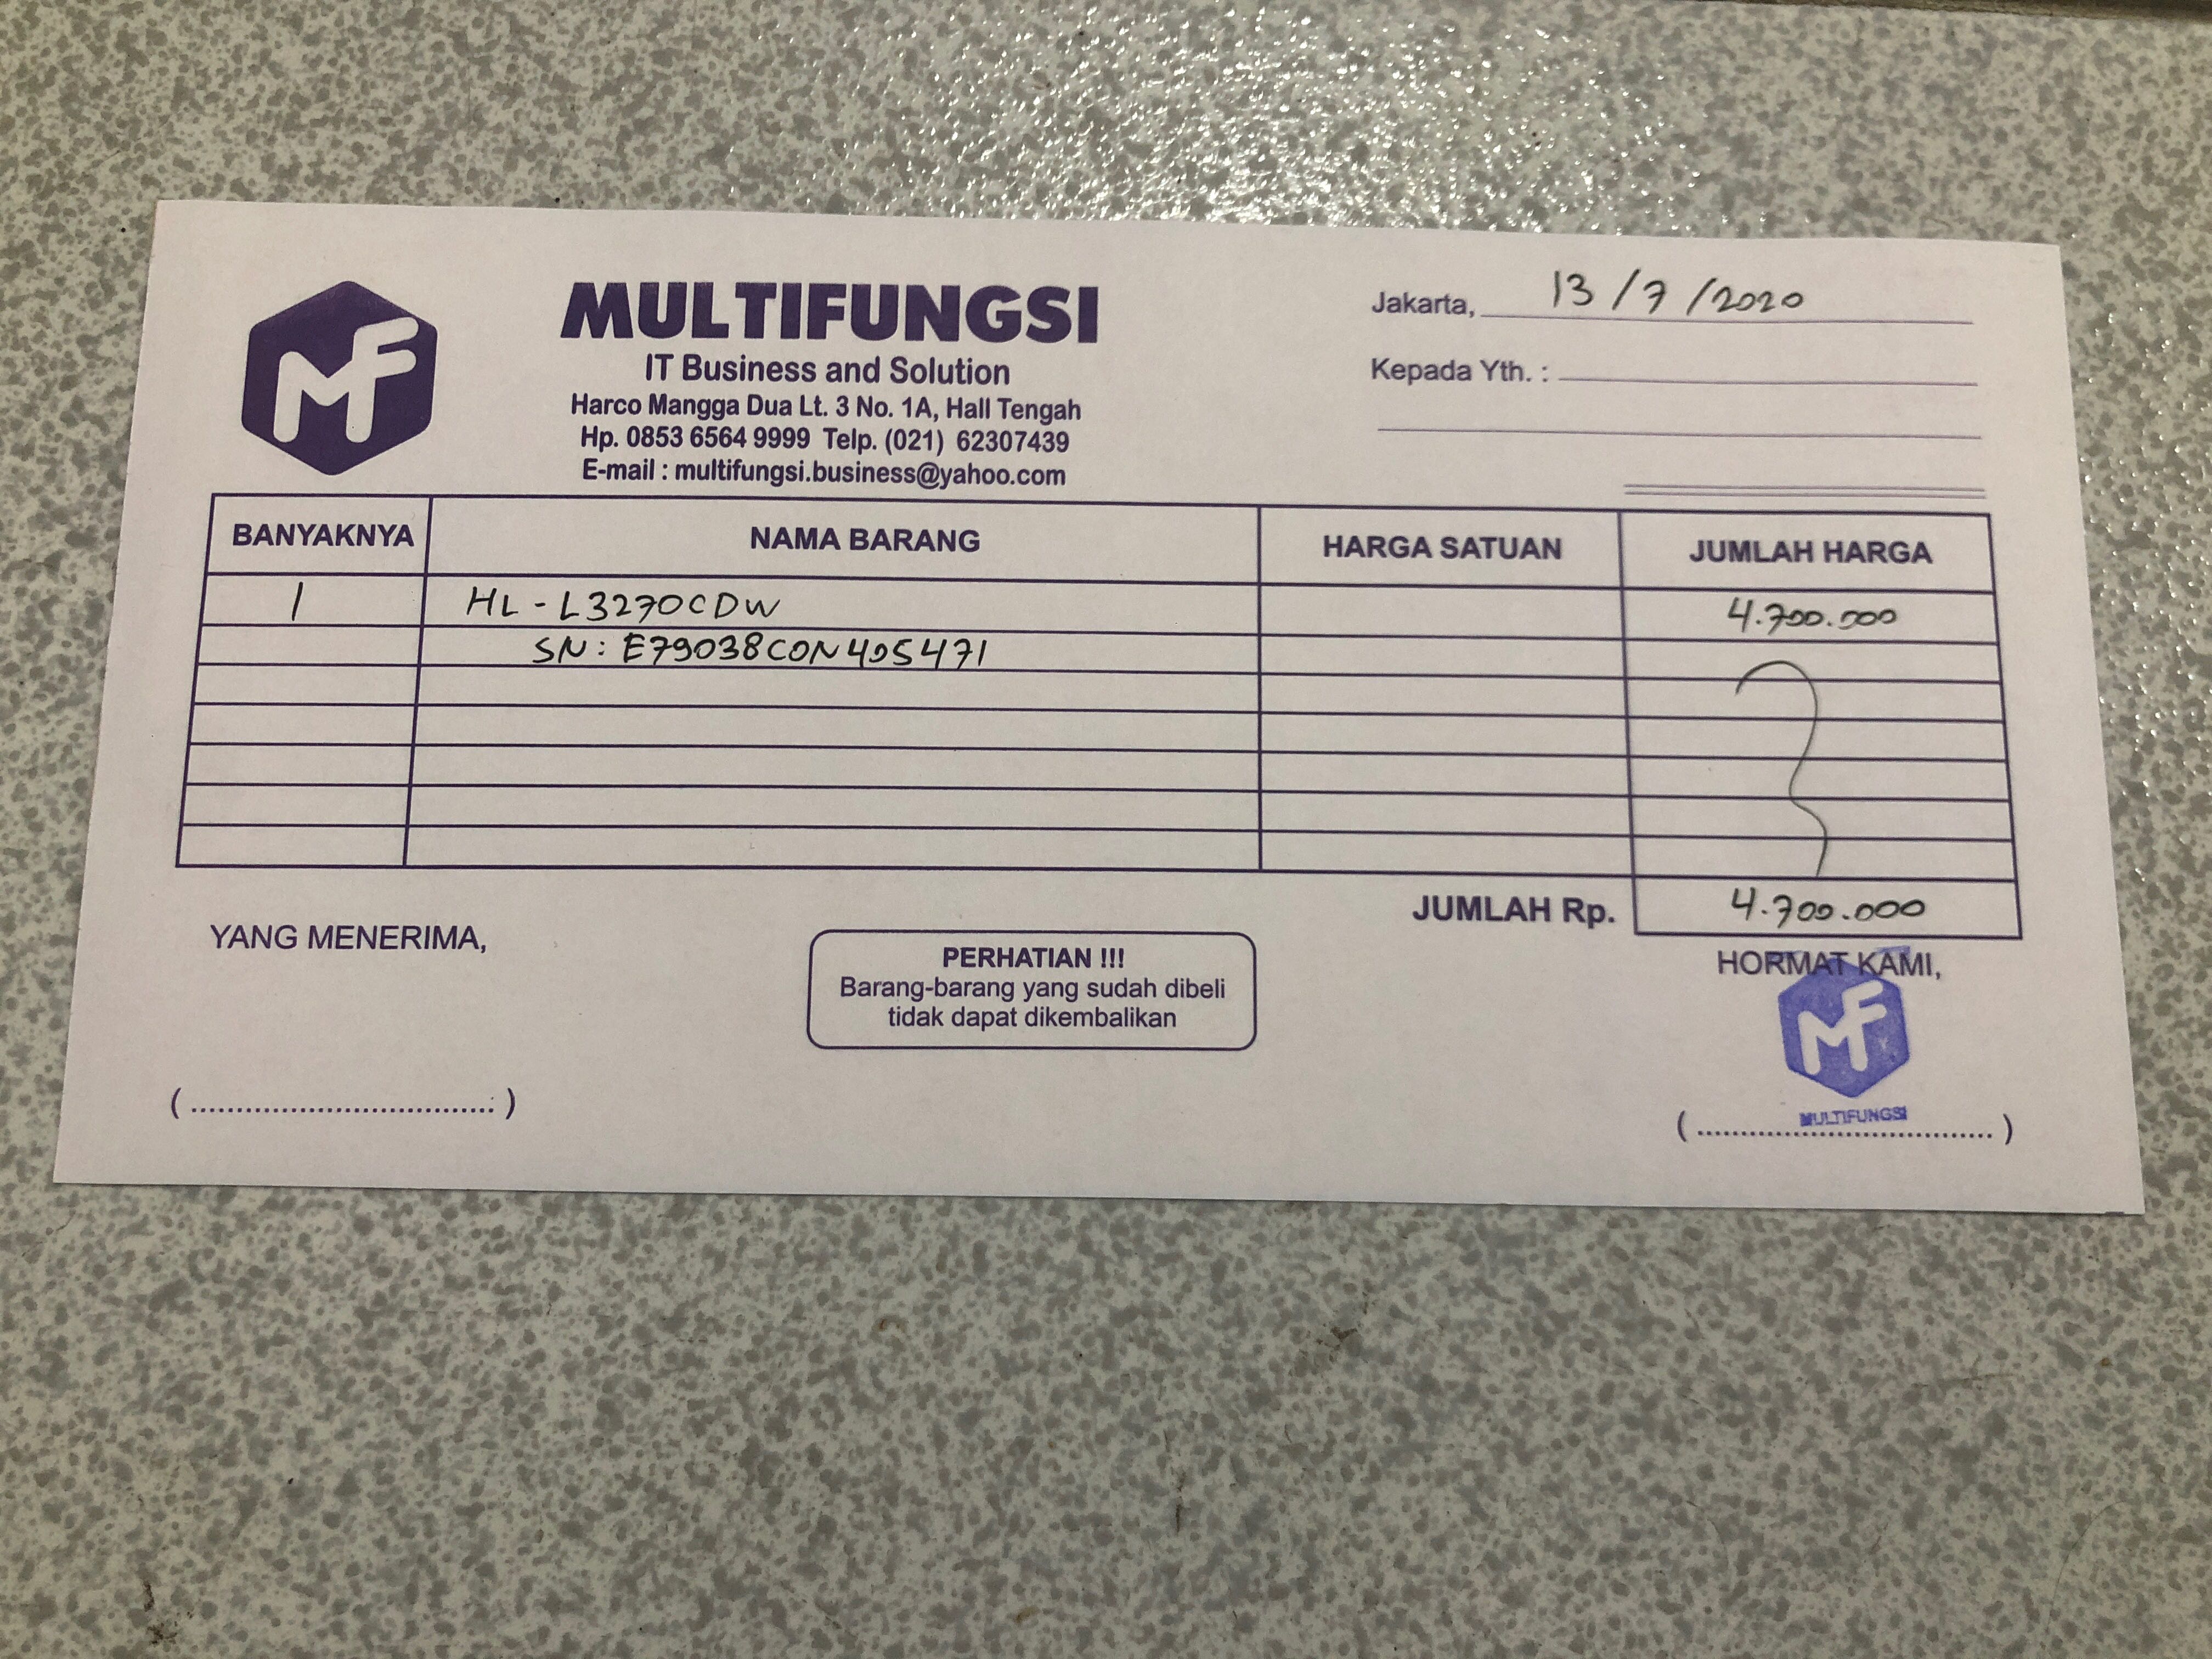 MF
MULTIFUNGSI
IT Business and Solution
Harco Mangga Dua Lt. 3 No. 1A, Hall Tengah
Hp. 0853 6564 9999 Telp. (021) 62307439
E-mail : multifungsi.business@yahoo.com
Jakarta, 13/7/2020
Kepada Yth. :
BANYAKNYA NAMA BARANG HARGA SATUAN JUMLAH HARGA
1 HL-L3270CDW 4.700.000
SN: E79038C0N405471
JUMLAH Rp. 4.700.000
YANG MENERIMA,
PERHATIAN !!!
Barang-barang yang sudah dibeli
tidak dapat dikembalikan
HORMAT KAMI,
MF
MULTIFUNGSI
(..................................)
(..................................)